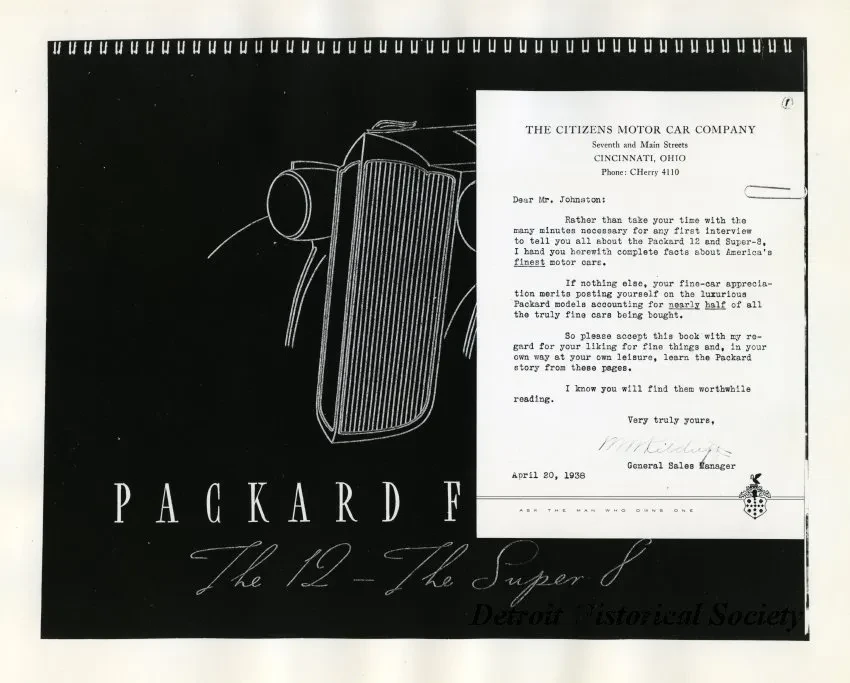 THE CITIZENS MOTOR CAR COMPANY
Seventh and Main Streets
CINCINNATI, OHIO
Phone: CHerry 4110
Dear Mr. Johnston:
Rather than take your time with the
many minutes necessary for any first interview
to tell you all about the Packard 12 and Super-8,
I hand you herewith complete facts about America's
finest motor cars.
If nothing else, your fine-car apprecia-
tion merits posting yourself on the luxurious
Packard models accounting for nearly half of all
the truly fine cars being bought.
So please accept this book with my re-
gard for your liking for fine things and, in your
own way at your own leisure, learn the Packard
story from these pages.
I know you will find them worthwhile
reading.
Very truly yours,
General Sales Manager
April 20, 1938
ASK THE MAN WHO OWNS ONE
PACKARD F
The 12 - The Super 8
Detroit Historical Society